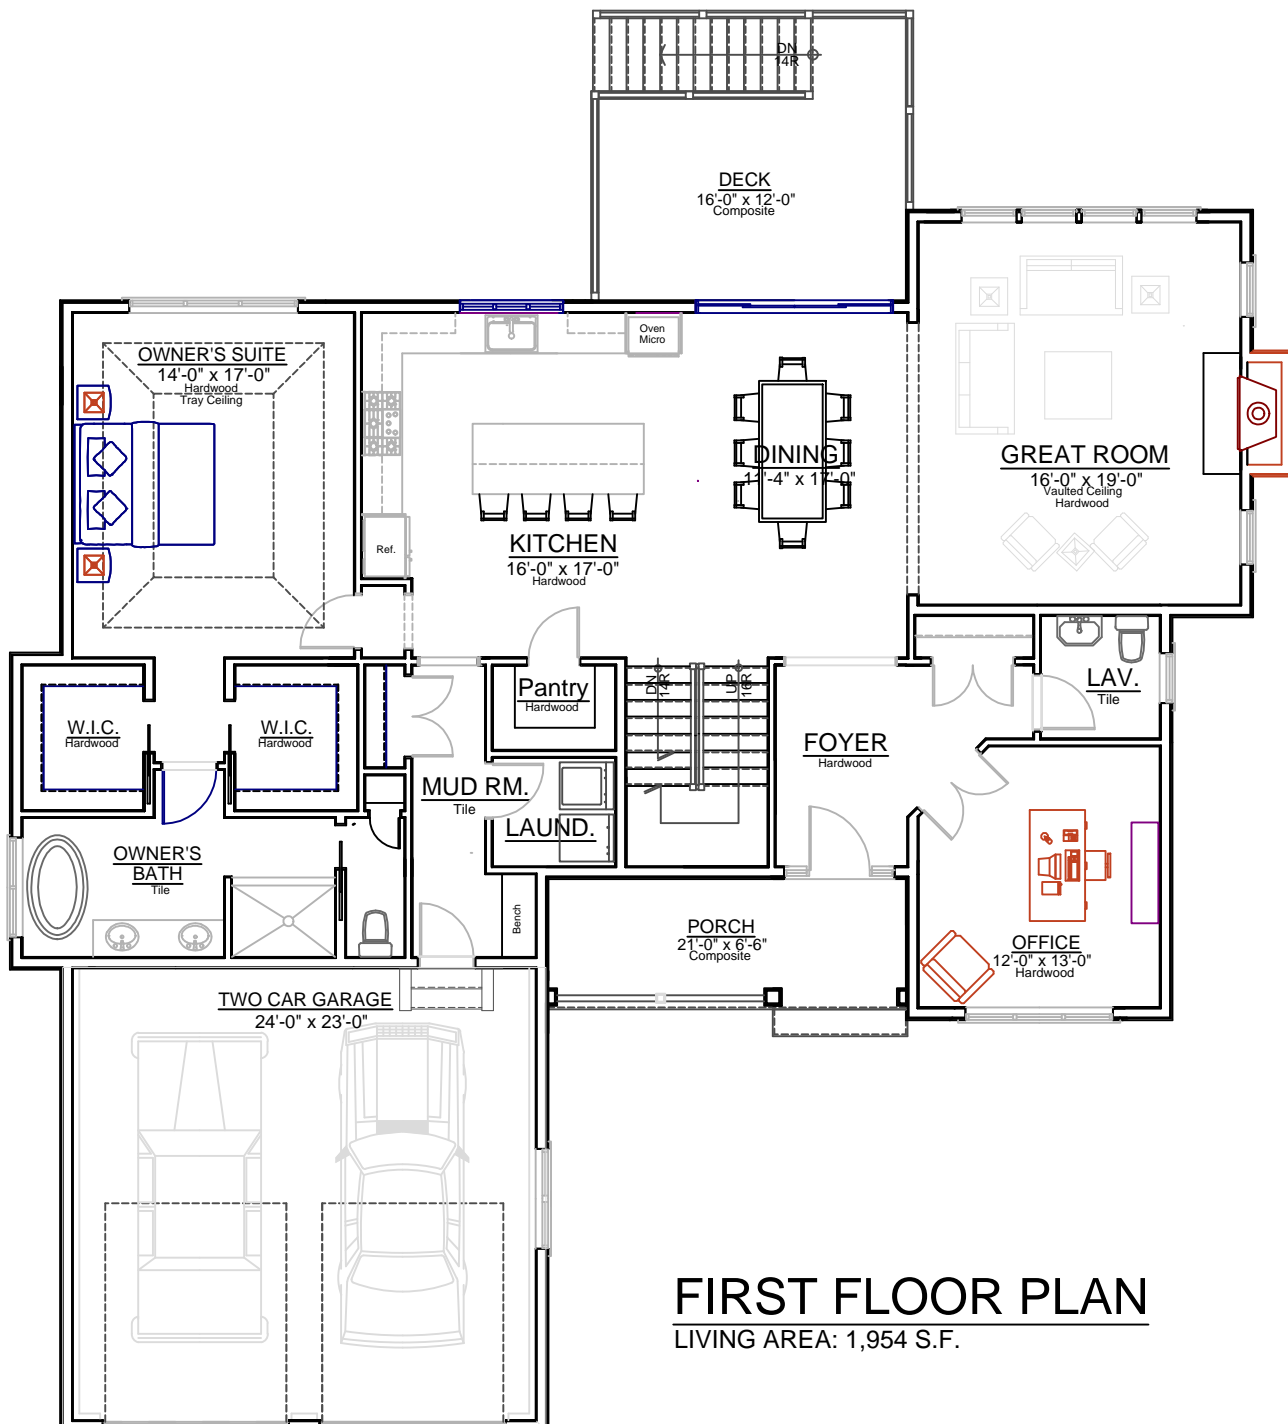 DN
14R
DECK
16'-0" x 12'-0"
Composite
OWNER'S SUITE
14'-0" x 17'-0"
Hardwood
Tray Ceiling
Oven
Micro
DINING
11'-4" x 17'-0"
GREAT ROOM
16'-0" x 19'-0"
Vaulted Ceiling
Hardwood
Ref.
KITCHEN
16'-0" x 17'-0"
Hardwood
W.I.C.
Hardwood
W.I.C.
Hardwood
Pantry
Hardwood
DN
14R
UP
16R
FOYER
Hardwood
LAV.
Tile
MUD RM.
Tile
LAUND.
OWNER'S
BATH
Tile
Bench
PORCH
21'-0" x 6'-6"
Composite
OFFICE
12'-0" x 13'-0"
Hardwood
TWO CAR GARAGE
24'-0" x 23'-0"
FIRST FLOOR PLAN
LIVING AREA: 1,954 S.F.